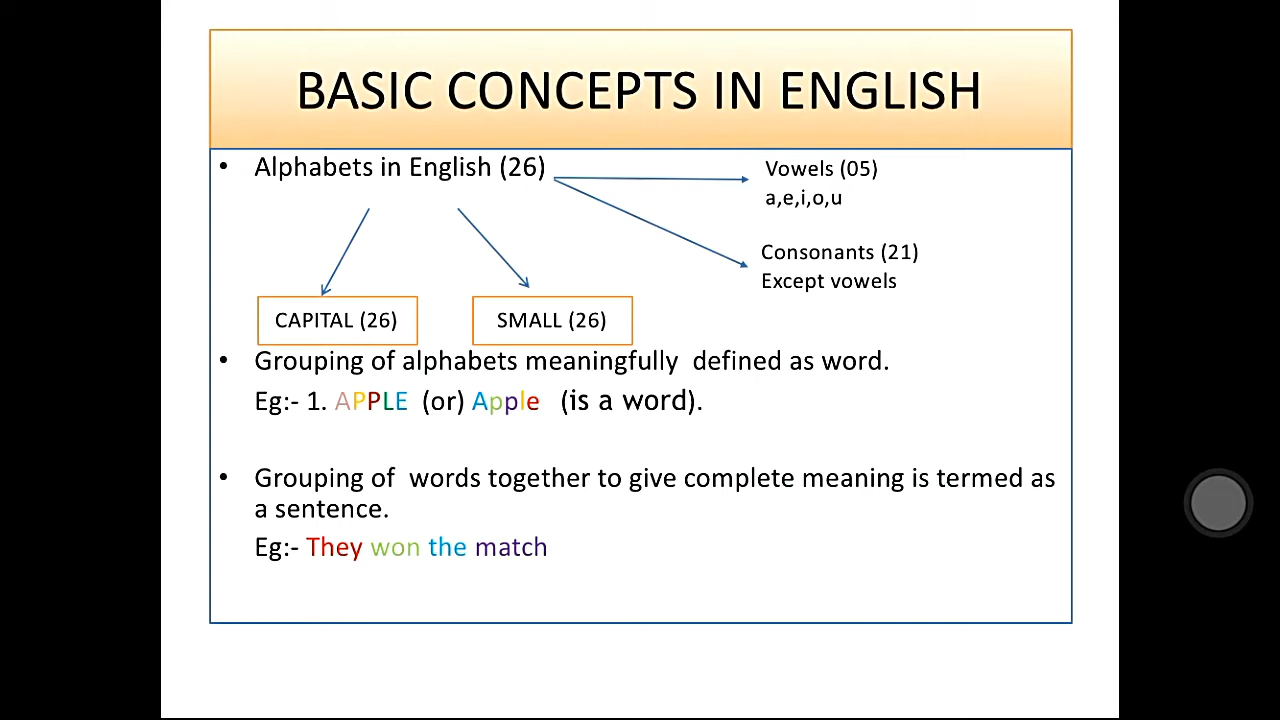 BASIC CONCEPTS IN ENGLISH
• Alphabets in English (26)
Vowels (05)
a,e,i,o,u
Consonants (21)
Except vowels
CAPITAL (26)
SMALL (26)
• Grouping of alphabets meaningfully defined as word.
Eg:- 1. APPLE (or) Apple (is a word).
• Grouping of words together to give complete meaning is termed as
a sentence.
Eg:- They won the match